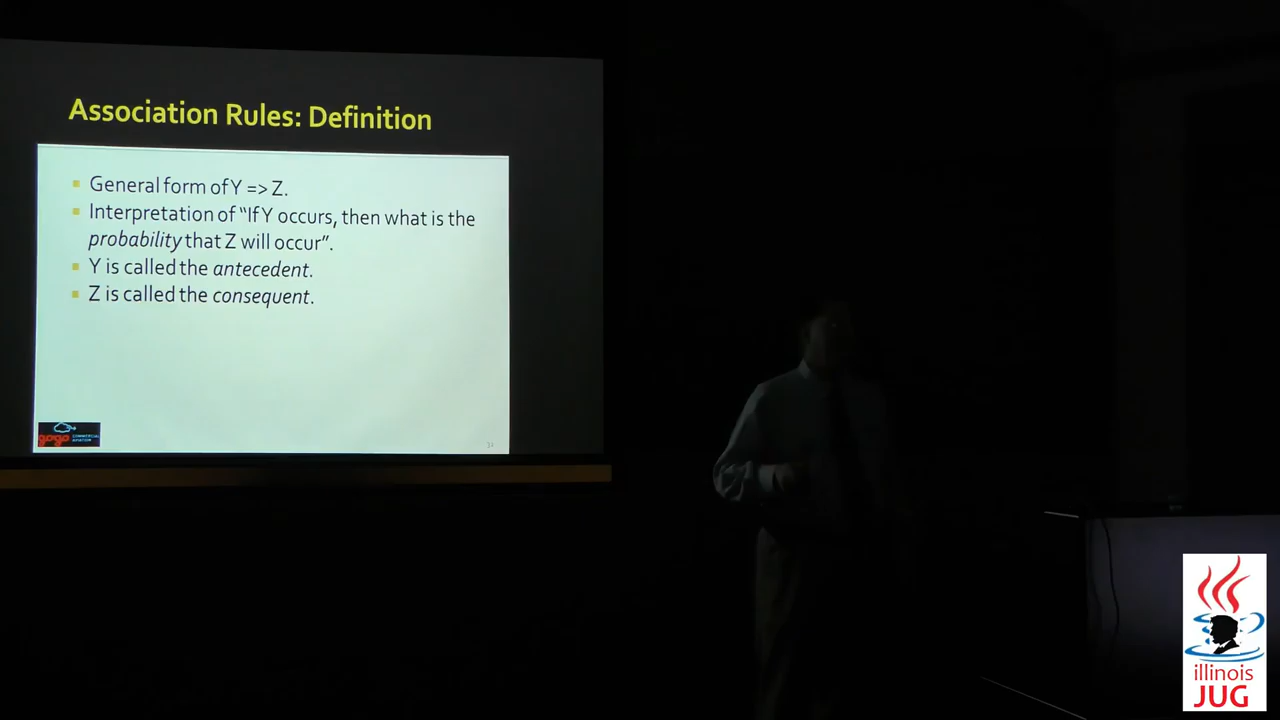 Association Rules: Definition
General form of Y => Z.
Interpretation of “If Y occurs, then what is the
probability that Z will occur”.
Y is called the antecedent.
Z is called the consequent.
gogo COMMERCIAL
AVIATION
illinois
JUG